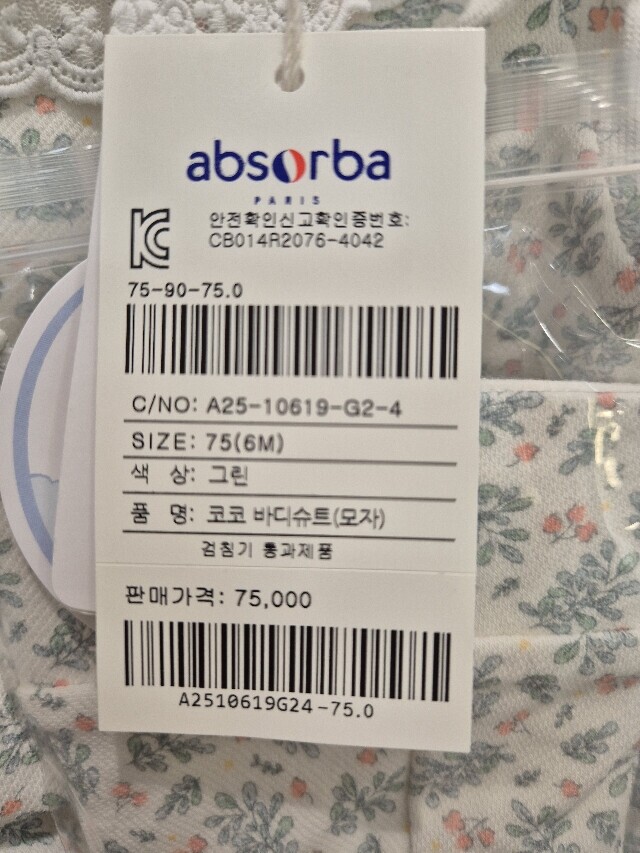 absorba
PARIS
안전확인신고확인증번호:
CB014R2076-4042
75-90-75.0
C/NO: A25-10619-G2-4
SIZE: 75(6M)
색 상: 그린
품 명: 코코 바디슈트(모자)
검침기 통과제품
판매가격: 75,000
A2510619G24-75.0